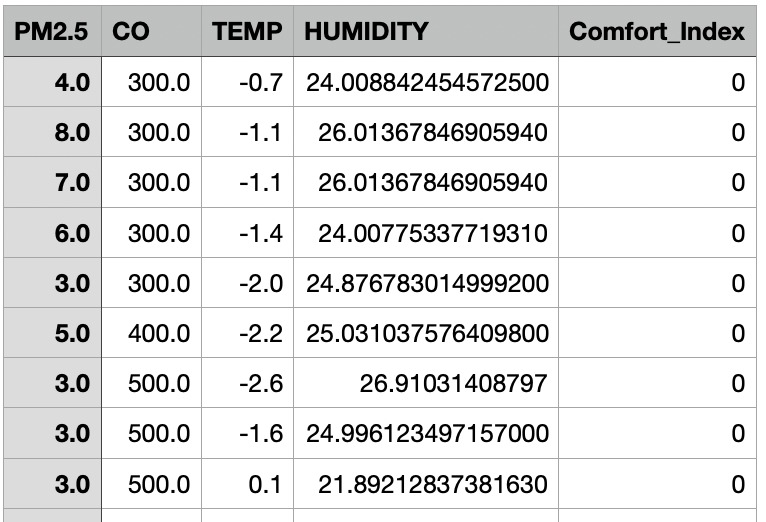 PM2.5 CO TEMP HUMIDITY Comfort_Index
4.0 300.0 -0.7 24.008842454572500 0
8.0 300.0 -1.1 26.01367846905940 0
7.0 300.0 -1.1 26.01367846905940 0
6.0 300.0 -1.4 24.00775337719310 0
3.0 300.0 -2.0 24.876783014999200 0
5.0 400.0 -2.2 25.031037576409800 0
3.0 500.0 -2.6 26.91031408797 0
3.0 500.0 -1.6 24.996123497157000 0
3.0 500.0 0.1 21.89212837381630 0